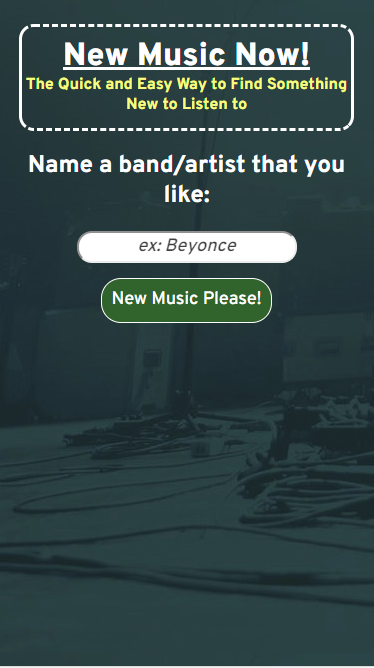 New Music Now!
The Quick and Easy Way to Find Something
New to Listen to
Name a band/artist that you
like:
ex: Beyonce
New Music Please!